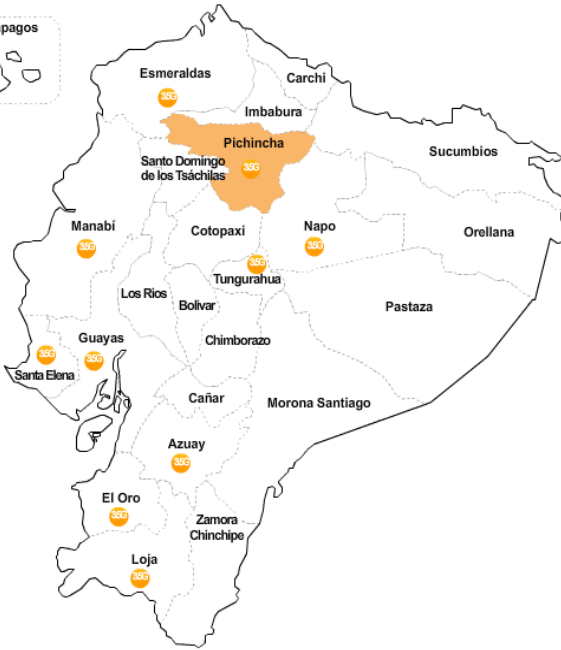 pagos
Esmeraldas
Carchi
3.5G
Imbabura
Pichincha
Sucumbios
Santo Domingo
de los Tsáchilas
3.5G
Manabí
Cotopaxi
Napo
Orellana
3.5G
3.5G
3.5G
Tungurahua
Los Rios
Bolivar
Pastaza
Guayas
Chimborazo
3.5G
3.5G
Santa Elena
Cañar
Morona Santiago
Azuay
3.5G
El Oro
3.5G
Zamora
Chinchipe
Loja
3.5G